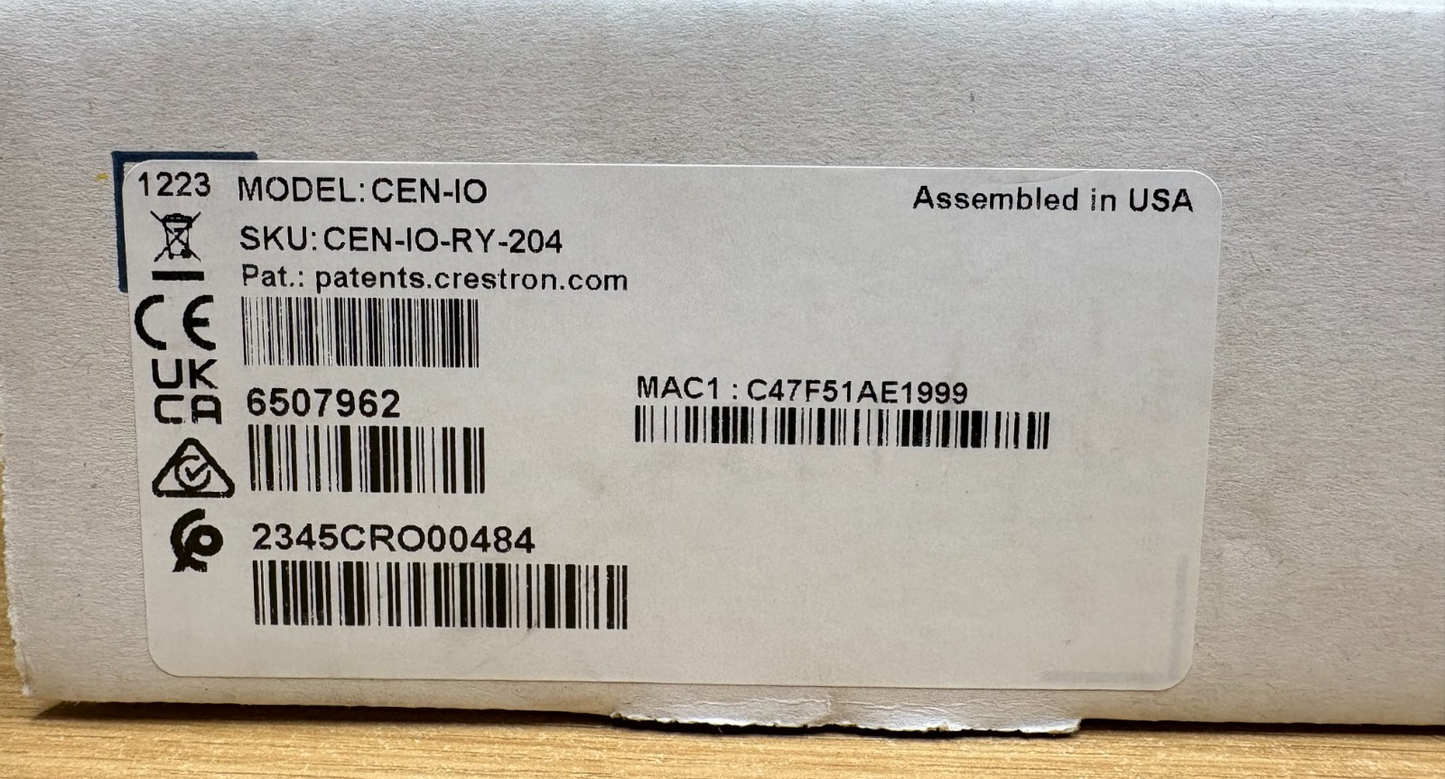 1223
MODEL: CEN-IO
Assembled in USA
SKU: CEN-IO-RY-204
Pat.: patents.crestron.com
CE
UK
CA
6507962
MAC1 : C47F51AE1999
2345CRO00484